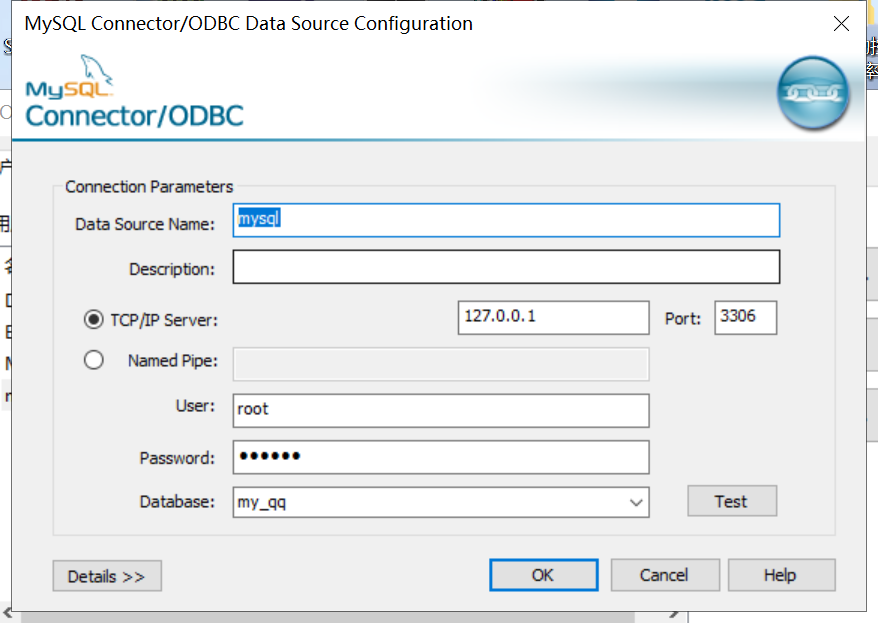 MySQL Connector/ODBC Data Source Configuration
MySQL
Connector/ODBC
Connection Parameters
Data Source Name: mysql
Description:
TCP/IP Server: 127.0.0.1 Port: 3306
Named Pipe:
User: root
Password: ••••••
Database: my_qq Test
Details >> OK Cancel Help